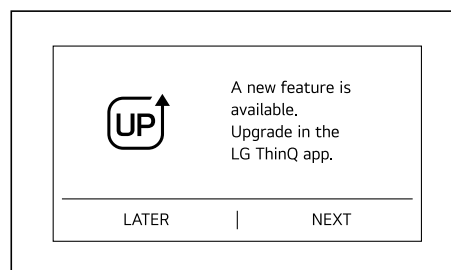 UP
A new feature is
available.
Upgrade in the
LG ThinQ app.
LATER | NEXT